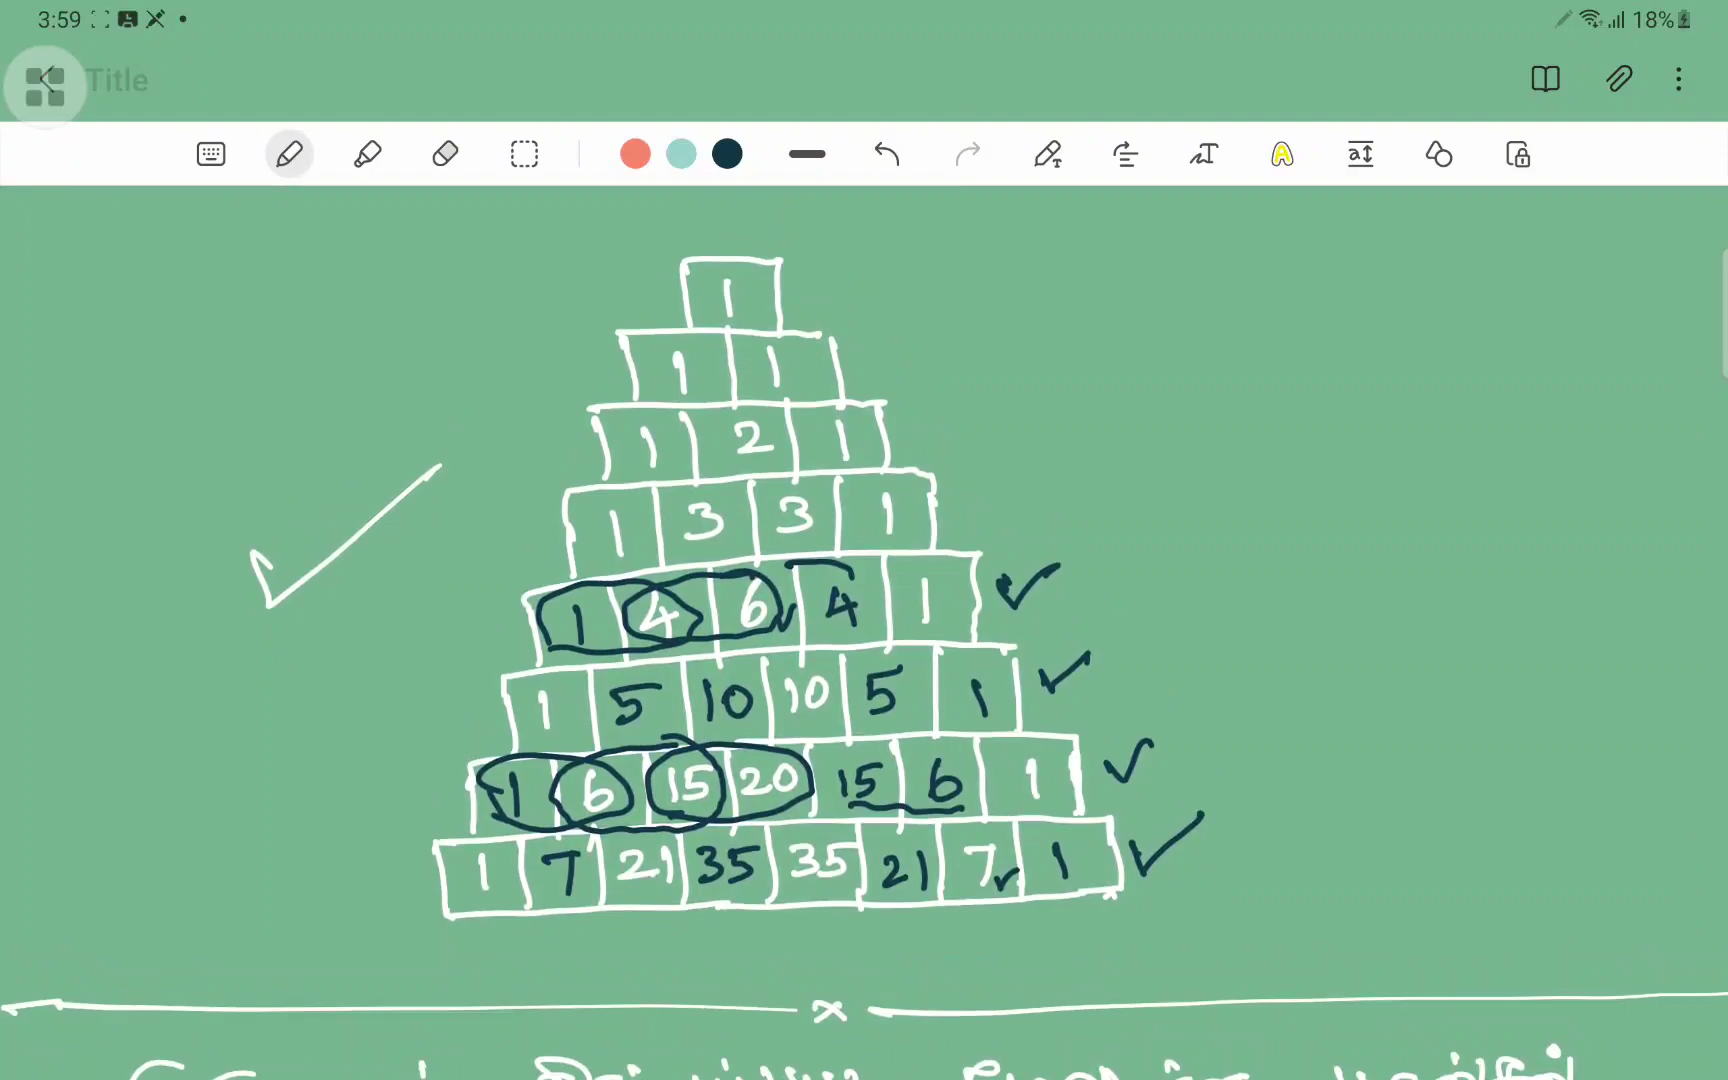 3:59
18%
Title
1
1 1
1 2 1
1 3 3 1
1 4 6 4 1
1 5 10 10 5 1
1 6 15 20 15 6 1
1 7 21 35 35 21 7 1
x